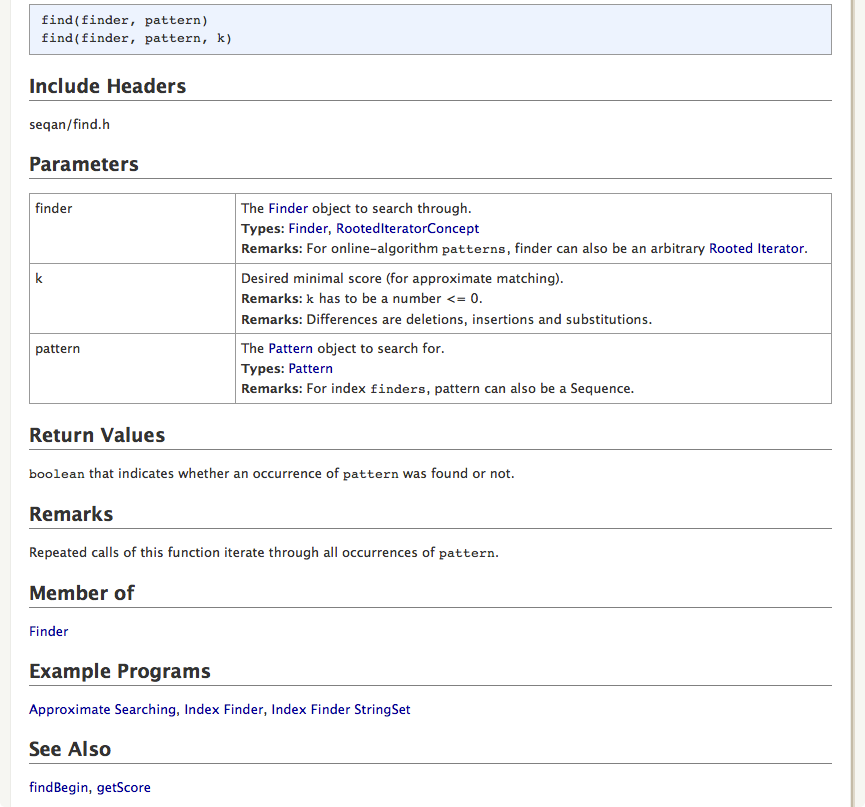 find(finder, pattern)
find(finder, pattern, k)
Include Headers
seqan/find.h
Parameters
finder
The Finder object to search through.
Types: Finder, RootedIteratorConcept
Remarks: For online-algorithm patterns, finder can also be an arbitrary Rooted Iterator.
k
Desired minimal score (for approximate matching).
Remarks: k has to be a number <= 0.
Remarks: Differences are deletions, insertions and substitutions.
pattern
The Pattern object to search for.
Types: Pattern
Remarks: For index finders, pattern can also be a Sequence.
Return Values
boolean that indicates whether an occurrence of pattern was found or not.
Remarks
Repeated calls of this function iterate through all occurrences of pattern.
Member of
Finder
Example Programs
Approximate Searching, Index Finder, Index Finder StringSet
See Also
findBegin, getScore